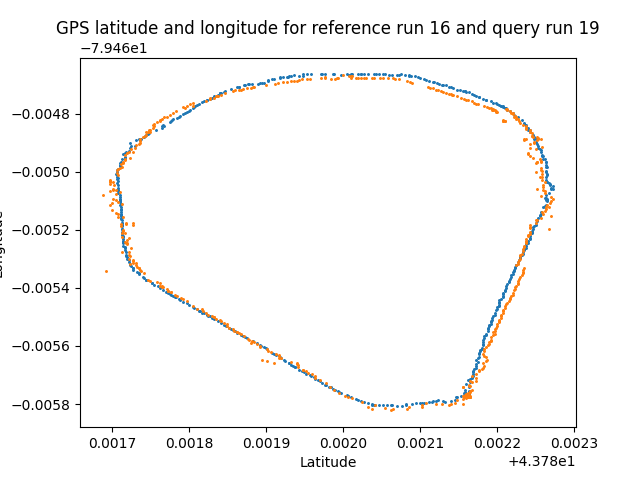 GPS latitude and longitude for reference run 16 and query run 19
−7.946e1
−0.0048
−0.0050
−0.0052
−0.0054
−0.0056
−0.0058
0.0017 0.0018 0.0019 0.0020 0.0021 0.0022 0.0023
Latitude
+4.378e1